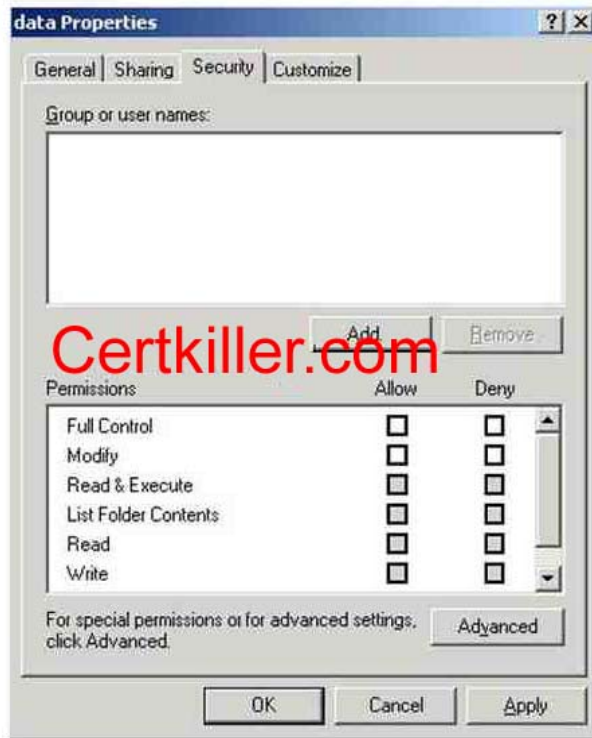 data Properties
? X
General Sharing Security Customize
Group or user names:
Add... Remove
Certkiller.com
Permissions Allow Deny
Full Control
Modify
Read & Execute
List Folder Contents
Read
Write
For special permissions or for advanced settings,
click Advanced.
Advanced
OK Cancel Apply